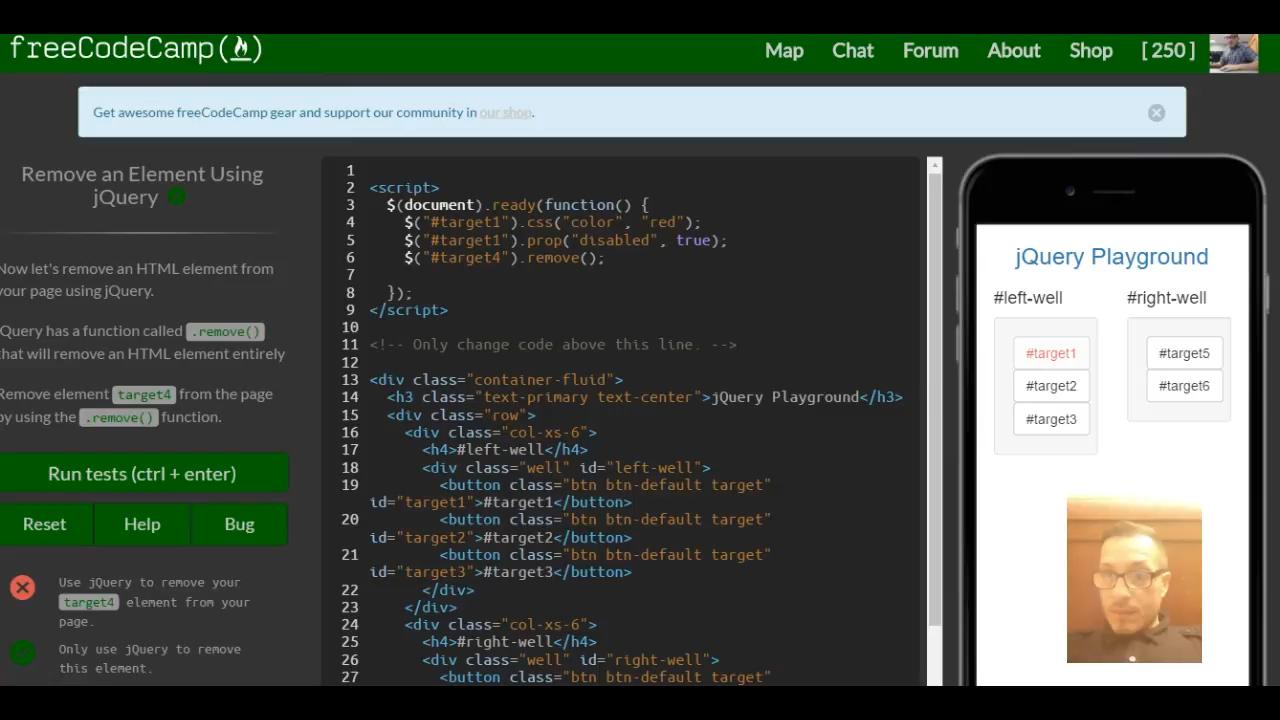 freeCodeCamp
Map Chat Forum About Shop [ 250 ]
Get awesome freeCodeCamp gear and support our community in our shop.
Remove an Element Using
jQuery
Now let's remove an HTML element from
your page using jQuery.
jQuery has a function called .remove()
that will remove an HTML element entirely
Remove element target4 from the page
by using the .remove() function.
Run tests (ctrl + enter)
Reset Help Bug
Use jQuery to remove your
target4 element from your
page.
Only use jQuery to remove
this element.
1
2 <script>
3 $(document).ready(function() {
4 $("#target1").css("color", "red");
5 $("#target1").prop("disabled", true);
6 $("#target4").remove();
7
8 });
9 </script>
10
11 <!-- Only change code above this line. -->
12
13 <div class="container-fluid">
14 <h3 class="text-primary text-center">jQuery Playground</h3>
15 <div class="row">
16 <div class="col-xs-6">
17 <h4>#left-well</h4>
18 <div class="well" id="left-well">
19 <button class="btn btn-default target"
id="target1">#target1</button>
20 <button class="btn btn-default target"
id="target2">#target2</button>
21 <button class="btn btn-default target"
id="target3">#target3</button>
22 </div>
23 </div>
24 <div class="col-xs-6">
25 <h4>#right-well</h4>
26 <div class="well" id="right-well">
27 <button class="btn btn-default target"
jQuery Playground
#left-well #right-well
#target1 #target5
#target2 #target6
#target3